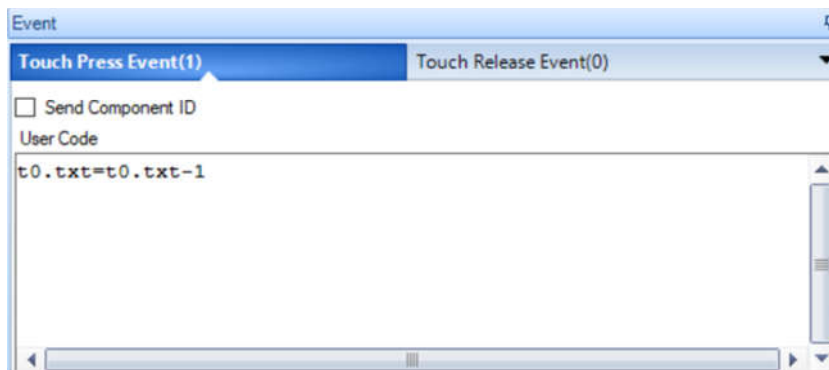 Event
Touch Press Event(1) Touch Release Event(0)
Send Component ID
User Code
t0.txt=t0.txt-1